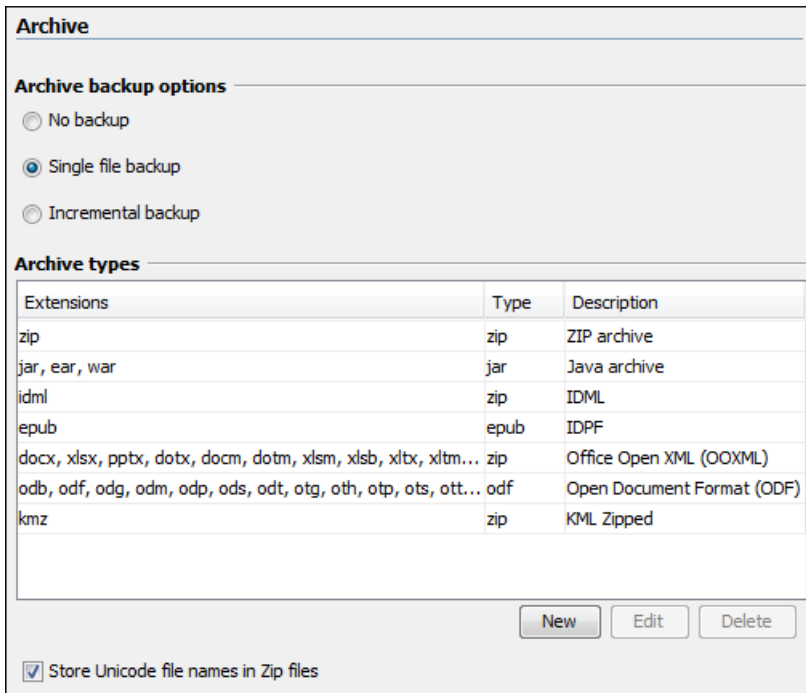 Archive
Archive backup options
No backup
Single file backup
Incremental backup
Archive types
Extensions Type Description
zip zip ZIP archive
jar, ear, war jar Java archive
idml zip IDML
epub epub IDPF
docx, xlsx, pptx, dotx, docm, dotm, xlsm, xlsb, xltx, xltm... zip Office Open XML (OOXML)
odb, odf, odg, odm, odp, ods, odt, otg, oth, otp, ots, ott... odf Open Document Format (ODF)
kmz zip KML Zipped
New Edit Delete
Store Unicode file names in Zip files